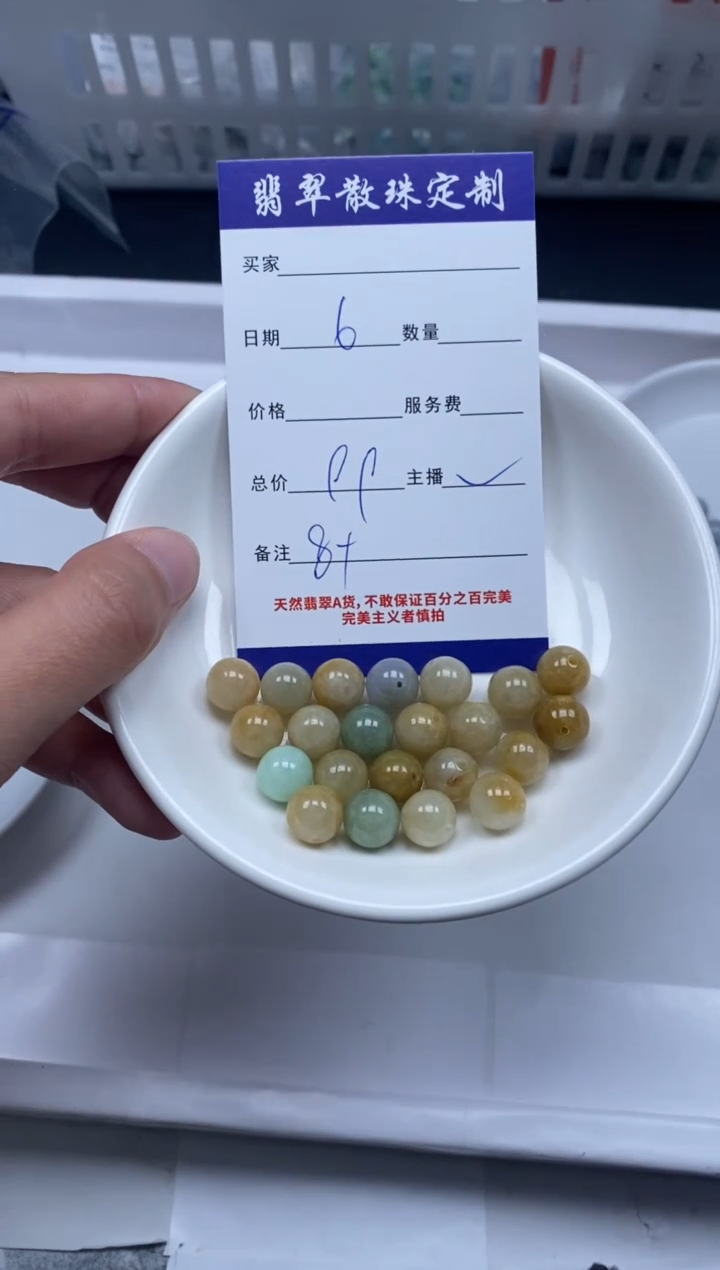 翡翠散珠定制
买家
日期 6 数量
价格 服务费
总价 主播
备注 8+
天然翡翠A货,不敢保证百分之百完美
完美主义者慎拍